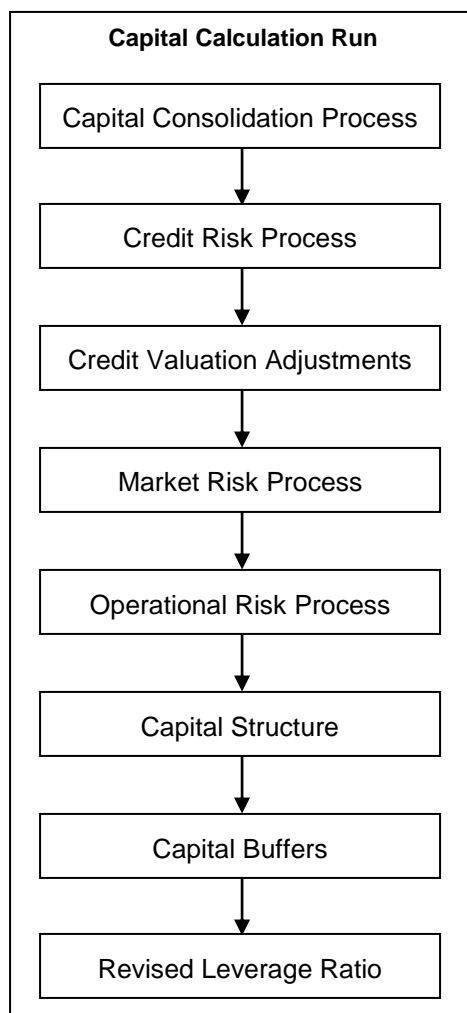 Capital Calculation Run
Capital Consolidation Process
Credit Risk Process
Credit Valuation Adjustments
Market Risk Process
Operational Risk Process
Capital Structure
Capital Buffers
Revised Leverage Ratio